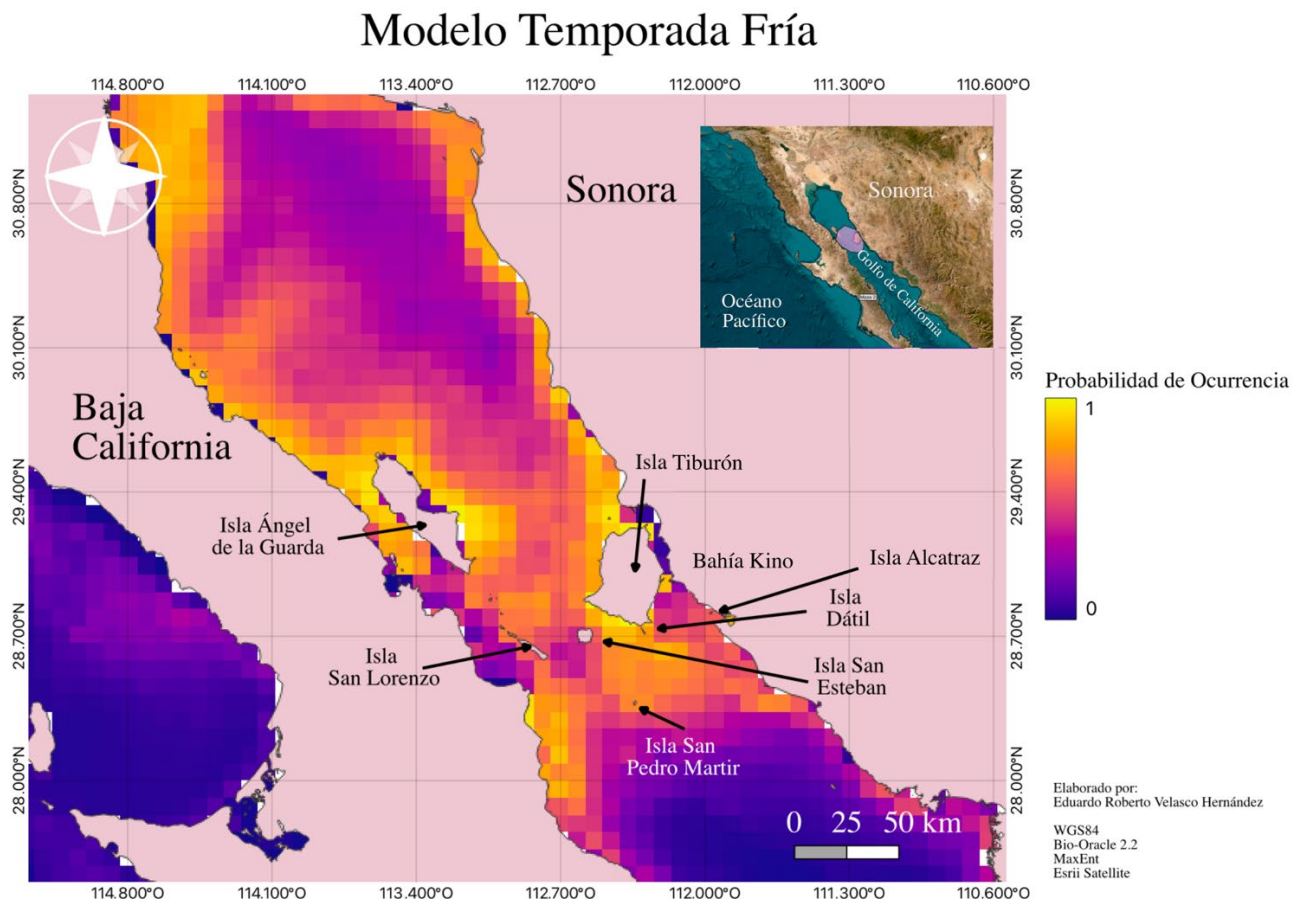 Modelo Temporada Fría
114.800°O
114.100°O
113.400°O
112.700°O
112.000°O
111.300°O
110.600°O
30.800°N
30.100°N
29.400°N
28.700°N
28.000°N
Sonora
Baja
California
Isla Ángel
de la Guarda
Isla Tiburón
Bahía Kino
Isla Alcatraz
Isla
Dátil
Isla
San Lorenzo
Isla San
Esteban
Isla San
Pedro Martir
0 25 50 km
Sonora
Golfo de California
Océano
Pacífico
30.800°N
30.100°N
29.400°N
28.700°N
28.000°N
Probabilidad de Ocurrencia
1
0
114.800°O
114.100°O
113.400°O
112.700°O
112.000°O
111.300°O
110.600°O
Elaborado por:
Eduardo Roberto Velasco Hernández
WGS84
Bio-Oracle 2.2
MaxEnt
Esrii Satellite